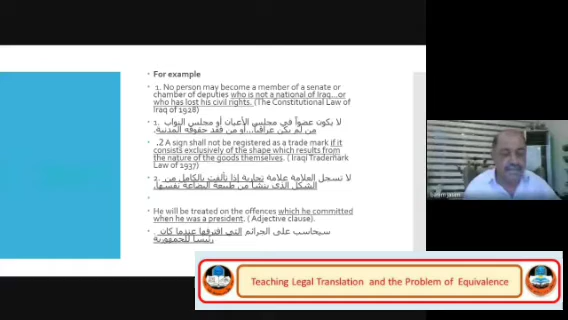 For example
1. No person may become a member of a senate or
chamber of deputies who is not a national of Iraq...or
who has lost his civil rights. (The Constitutional Law of
Iraq of 1928)
1. لا يكون عضواً في مجلس الأعيان أو مجلس النواب
من لم يكن عراقياً...أو من فقد حقوقه المدنية.
.2 A sign shall not be registered as a trade mark if it
consists exclusively of the shape which results from
the nature of the goods themselves. ( Iraqi Trademark
Law of 1937)
2. لا تسجل العلامة علامة تجارية إذا تألفت بالكامل من
الشكل الذي ينشأ من طبيعة البضاعة نفسها.
He will be treated on the offences which he committed
when he was a president. ( Adjective clause).
سيحاسب على الجرائم التي اقترفها عندما كان .
رئيساً للجمهورية
Teaching Legal Translation and the Problem of Equivalence